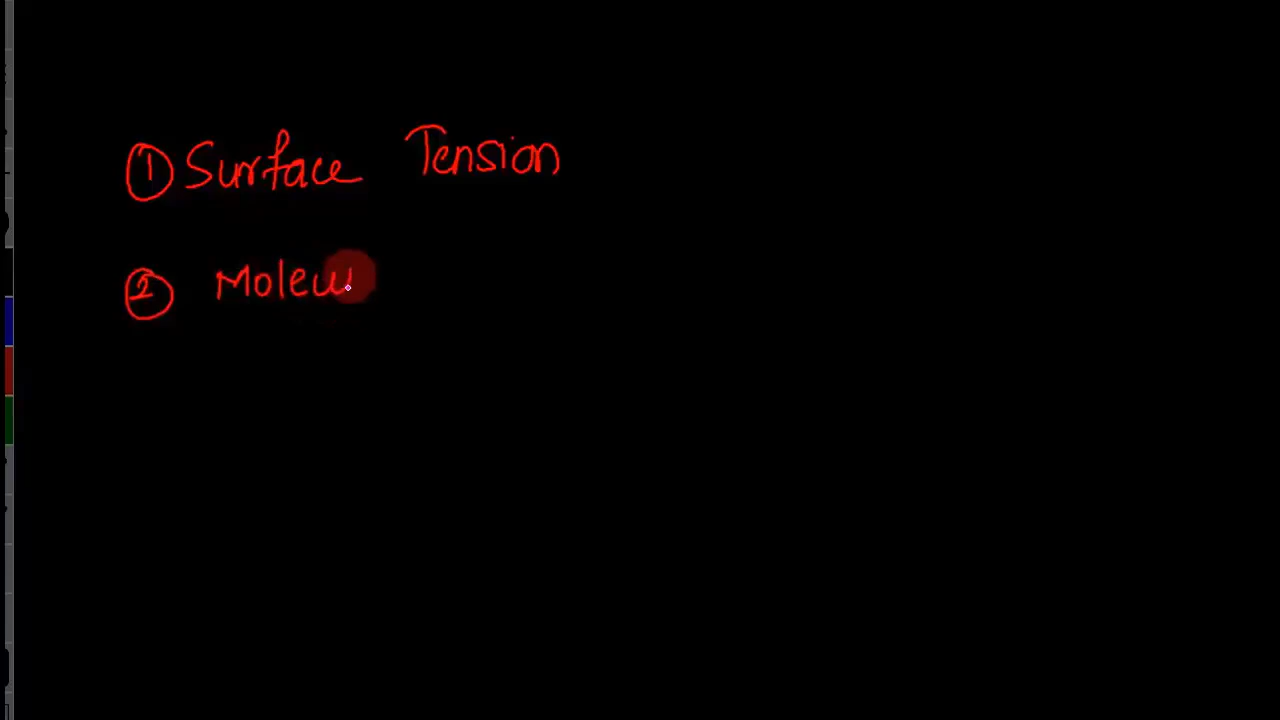 ① Surface Tension
② Molecu